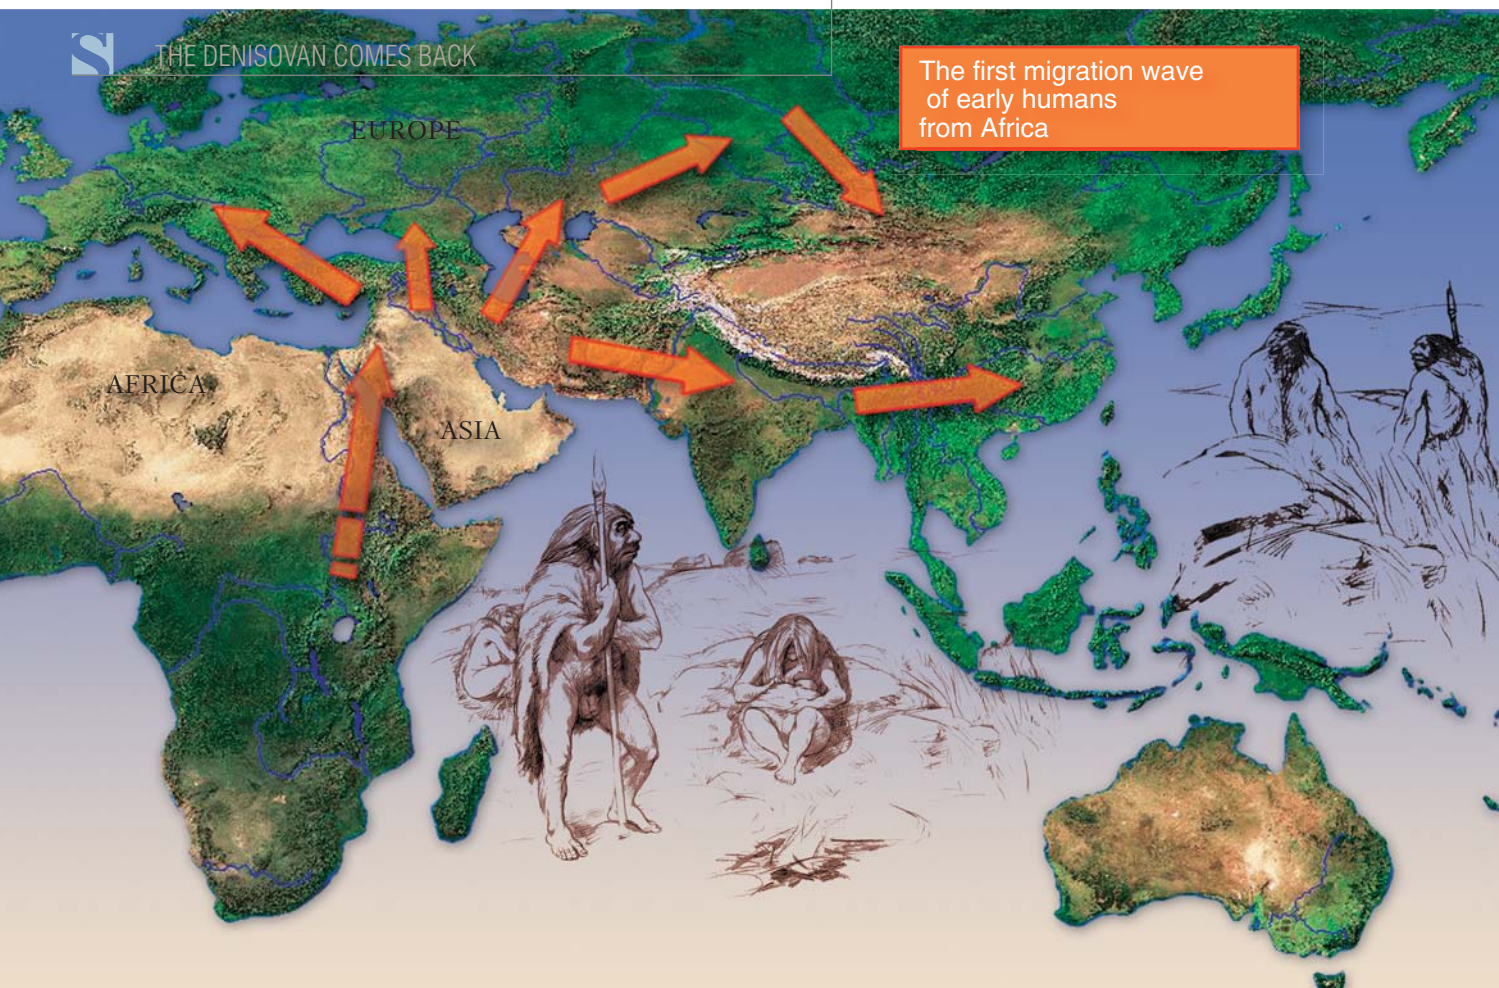 THE DENISOVAN COMES BACK
The first migration wave
of early humans
from Africa
EUROPE
AFRICA
ASIA